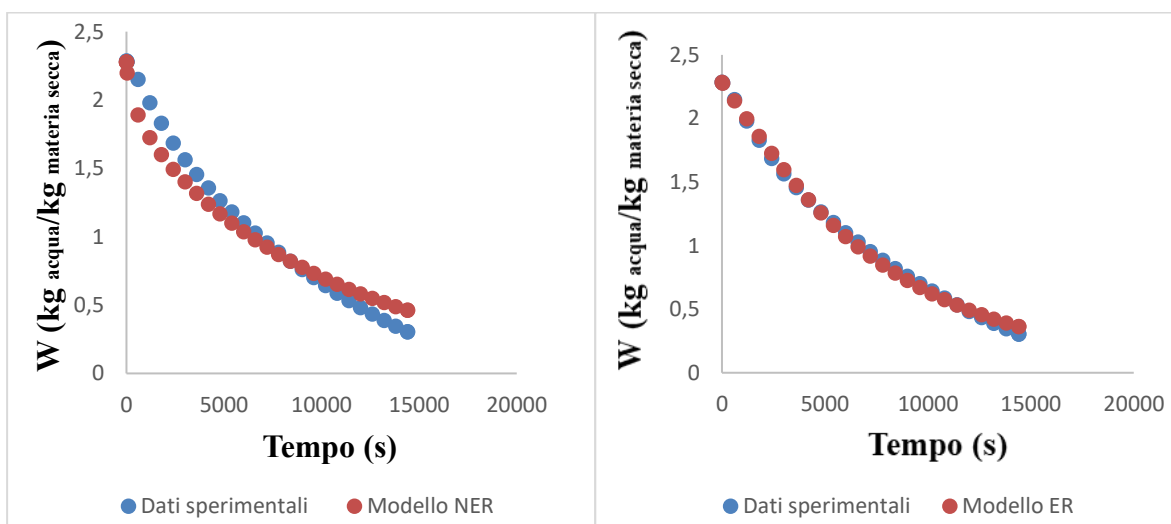 W (kg acqua/kg materia secca)
2,5
2
1,5
1
0,5
0
0 5000 10000 15000 20000
Tempo (s)
Dati sperimentali Modello NER
W (kg acqua/kg materia secca)
2,5
2
1,5
1
0,5
0
0 5000 10000 15000 20000
Tempo (s)
Dati sperimentali Modello ER